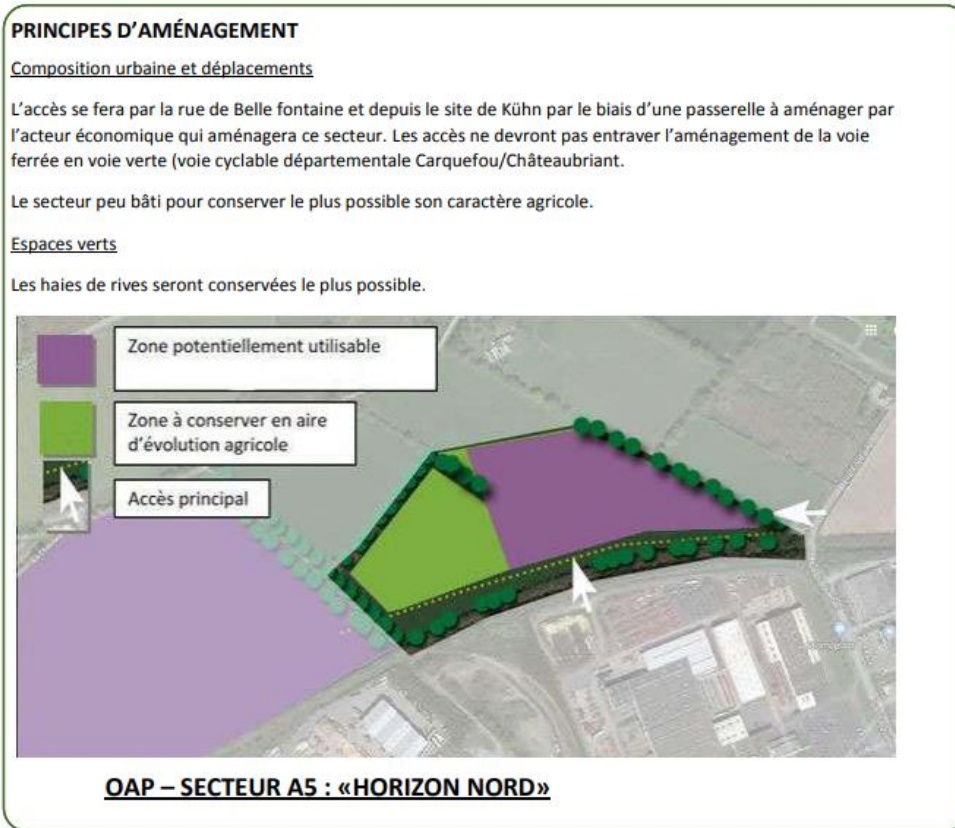 PRINCIPES D'AMÉNAGEMENT
Composition urbaine et déplacements
L'accès se fera par la rue de Belle fontaine et depuis le site de Kühn par le biais d'une passerelle à aménager par
l'acteur économique qui aménagera ce secteur. Les accès ne devront pas entraver l'aménagement de la voie
ferrée en voie verte (voie cyclable départementale Carquefou/Châteaubriant.
Le secteur peu bâti pour conserver le plus possible son caractère agricole.
Espaces verts
Les haies de rives seront conservées le plus possible.
Zone potentiellement utilisable
Zone à conserver en aire
d'évolution agricole
Accès principal
OAP – SECTEUR A5 : «HORIZON NORD»